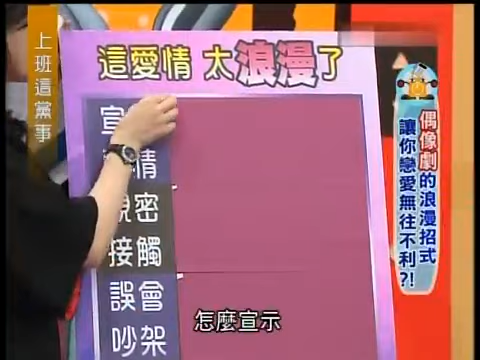 上班這黨事
這愛情 太浪漫了
宣
情
親密
接觸
誤會
吵架
偶像劇的浪漫招式
讓你戀愛無往不利?!
怎麼宣示